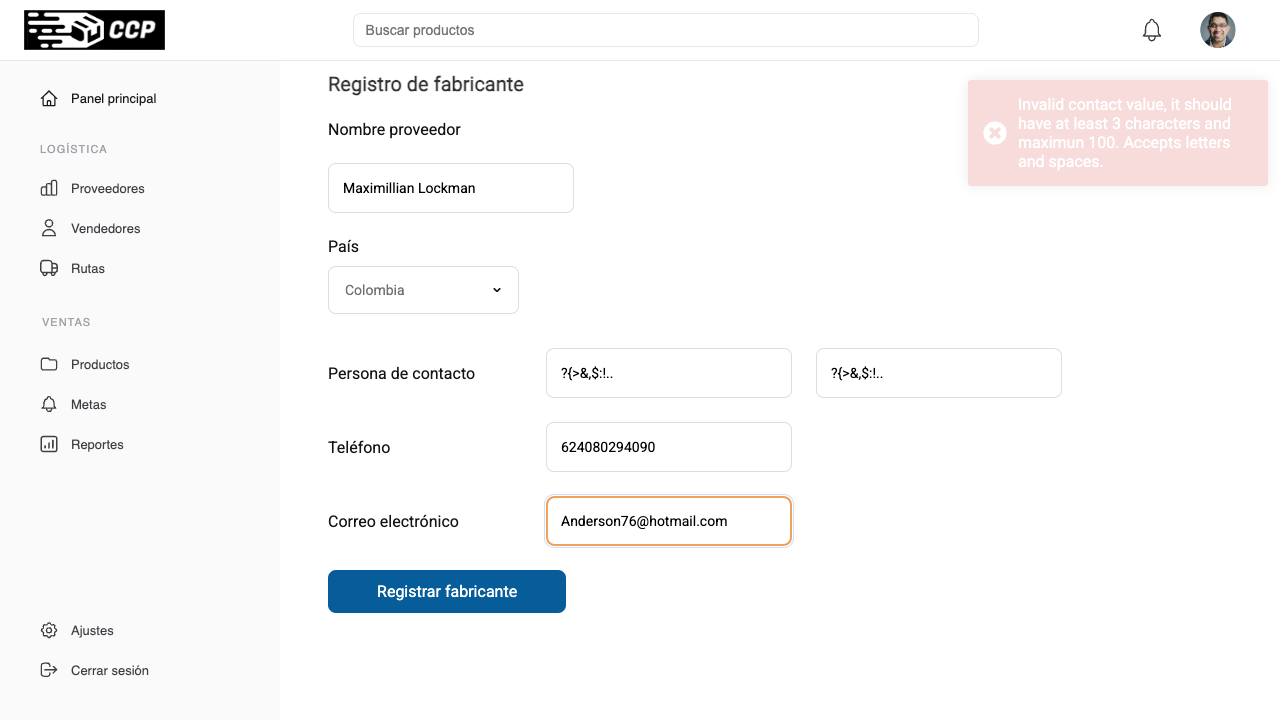 CCP
Buscar productos
Panel principal
LOGÍSTICA
Proveedores
Vendedores
Rutas
VENTAS
Productos
Metas
Reportes
Ajustes
Cerrar sesión
Registro de fabricante
Nombre proveedor
Maximillian Lockman
País
Colombia
Persona de contacto
?{>&,$:!..
?{>&,$:!..
Teléfono
624080294090
Correo electrónico
Anderson76@hotmail.com
Registrar fabricante
Invalid contact value, it should
have at least 3 characters and
maximun 100. Accepts letters
and spaces.